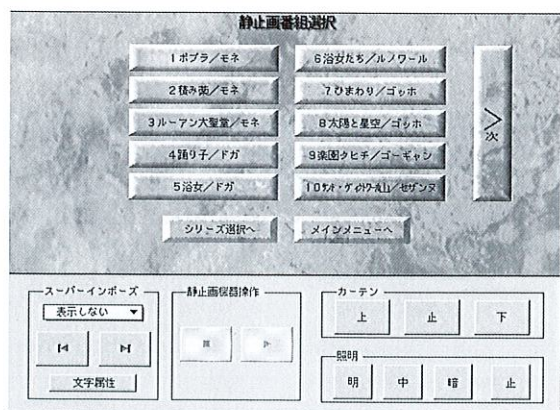 静止画番組選択
1ポプラ/モネ
2積み藁/モネ
3ルーアン大聖堂/モネ
4踊り子/ドガ
5浴女/ドガ
6浴女たち/ルノワール
7ひまわり/ゴッホ
8太陽と星空/ゴッホ
9楽園タヒチ/ゴーギャン
10サント・ヴィクトワール山/セザンヌ
次
シリーズ選択へ
メインメニューへ
スーパーインポーズ
表示しない
文字属性
静止画機器操作
カーテン
上
止
下
照明
明
中
暗
止